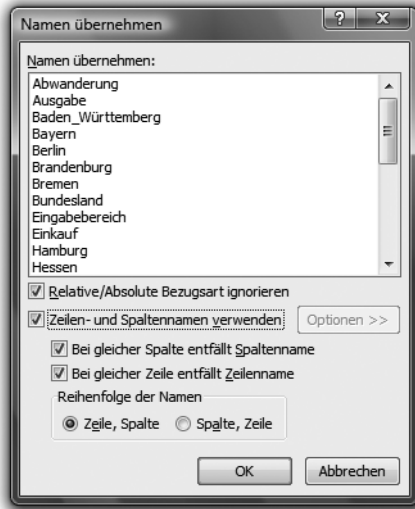 Namen übernehmen
Namen übernehmen:
Abwanderung
Ausgabe
Baden_Württemberg
Bayern
Berlin
Brandenburg
Bremen
Bundesland
Eingabebereich
Einkauf
Hamburg
Hessen
Relative/Absolute Bezugsart ignorieren
Zeilen- und Spaltennamen verwenden Optionen >>
Bei gleicher Spalte entfällt Spaltenname
Bei gleicher Zeile entfällt Zeilenname
Reihenfolge der Namen
Zeile, Spalte Spalte, Zeile
OK Abbrechen